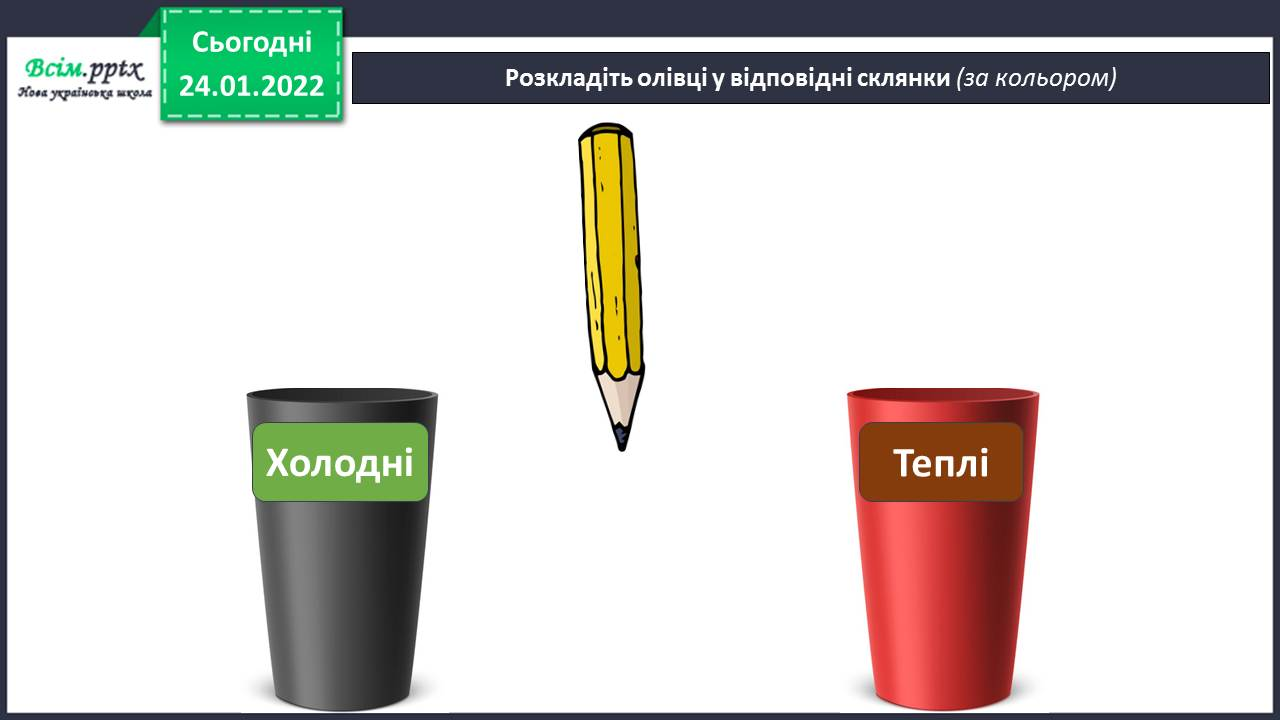 Всім.pptx
Нова українська школа
Сьогодні
24.01.2022
Розкладіть олівці у відповідні склянки (за кольором)
Холодні
Теплі